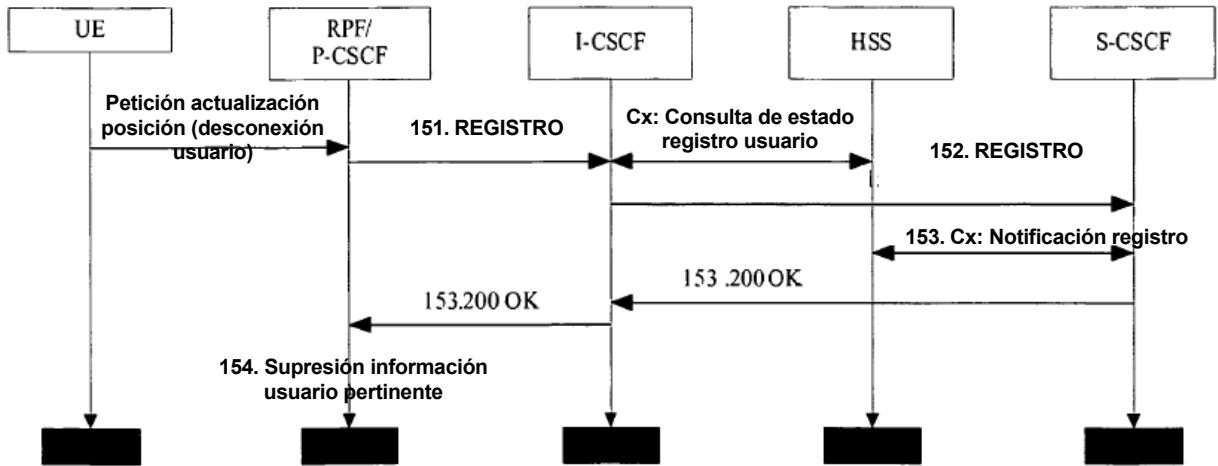 UE
RPF/
P-CSCF
I-CSCF
HSS
S-CSCF
Petición actualización
posición (desconexión
usuario)
151. REGISTRO
Cx: Consulta de estado
registro usuario
152. REGISTRO
153. Cx: Notificación registro
153 .200 OK
153.200 OK
154. Supresión información
usuario pertinente